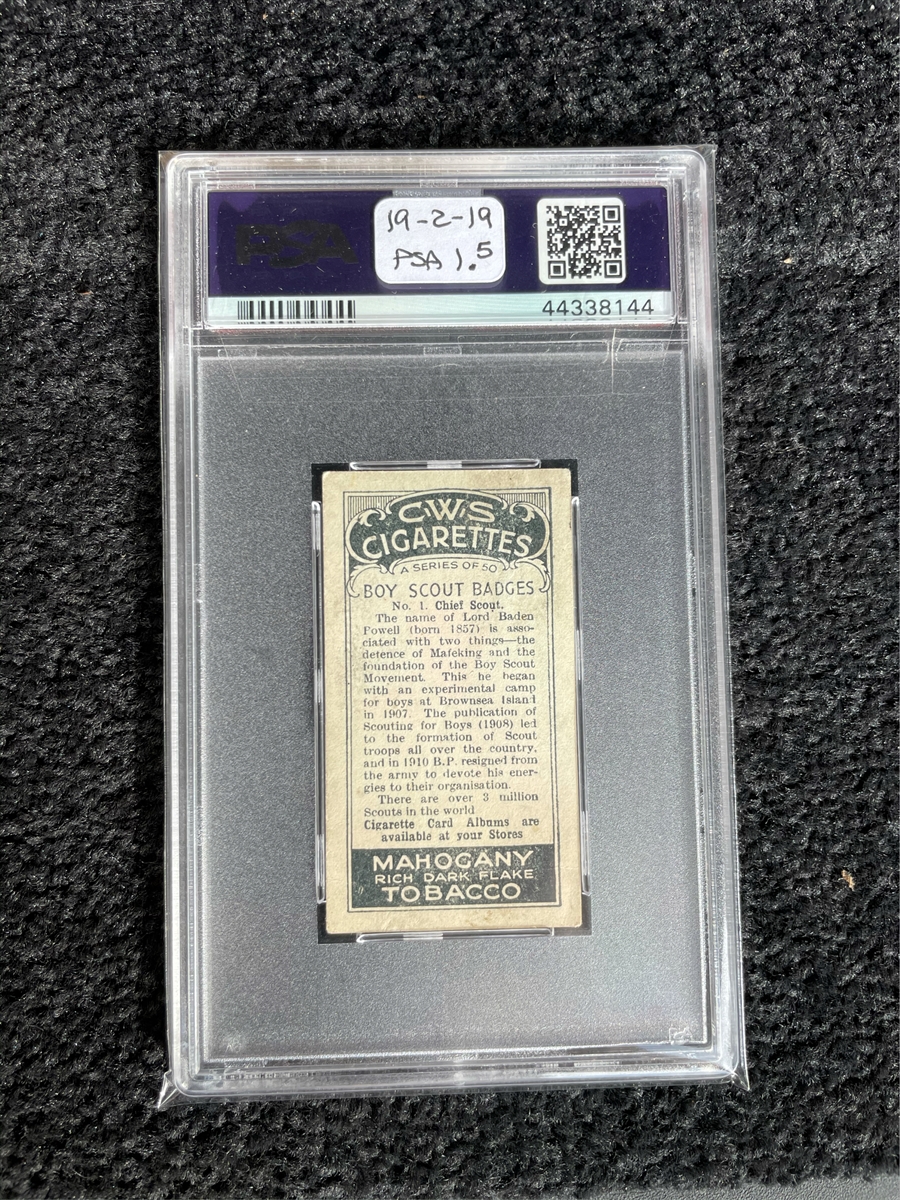 PSA
19-2-19
PSA 1.5
44338144
C.W.S
CIGARETTES
A SERIES OF 50
BOY SCOUT BADGES
No. 1. Chief Scout.
The name of Lord Baden
Powell (born 1857) is asso-
ciated with two things—the
defence of Mafeking and the
foundation of the Boy Scout
Movement. This he began
with an experimental camp
for boys at Brownsea Island
in 1907. The publication of
Scouting for Boys (1908) led
to the formation of Scout
troops all over the country,
and in 1910 B.P. resigned from
the army to devote his ener-
gies to their organisation.
There are over 3 million
Scouts in the world
Cigarette Card Albums are
available at your Stores
MAHOGANY
RICH DARK FLAKE
TOBACCO